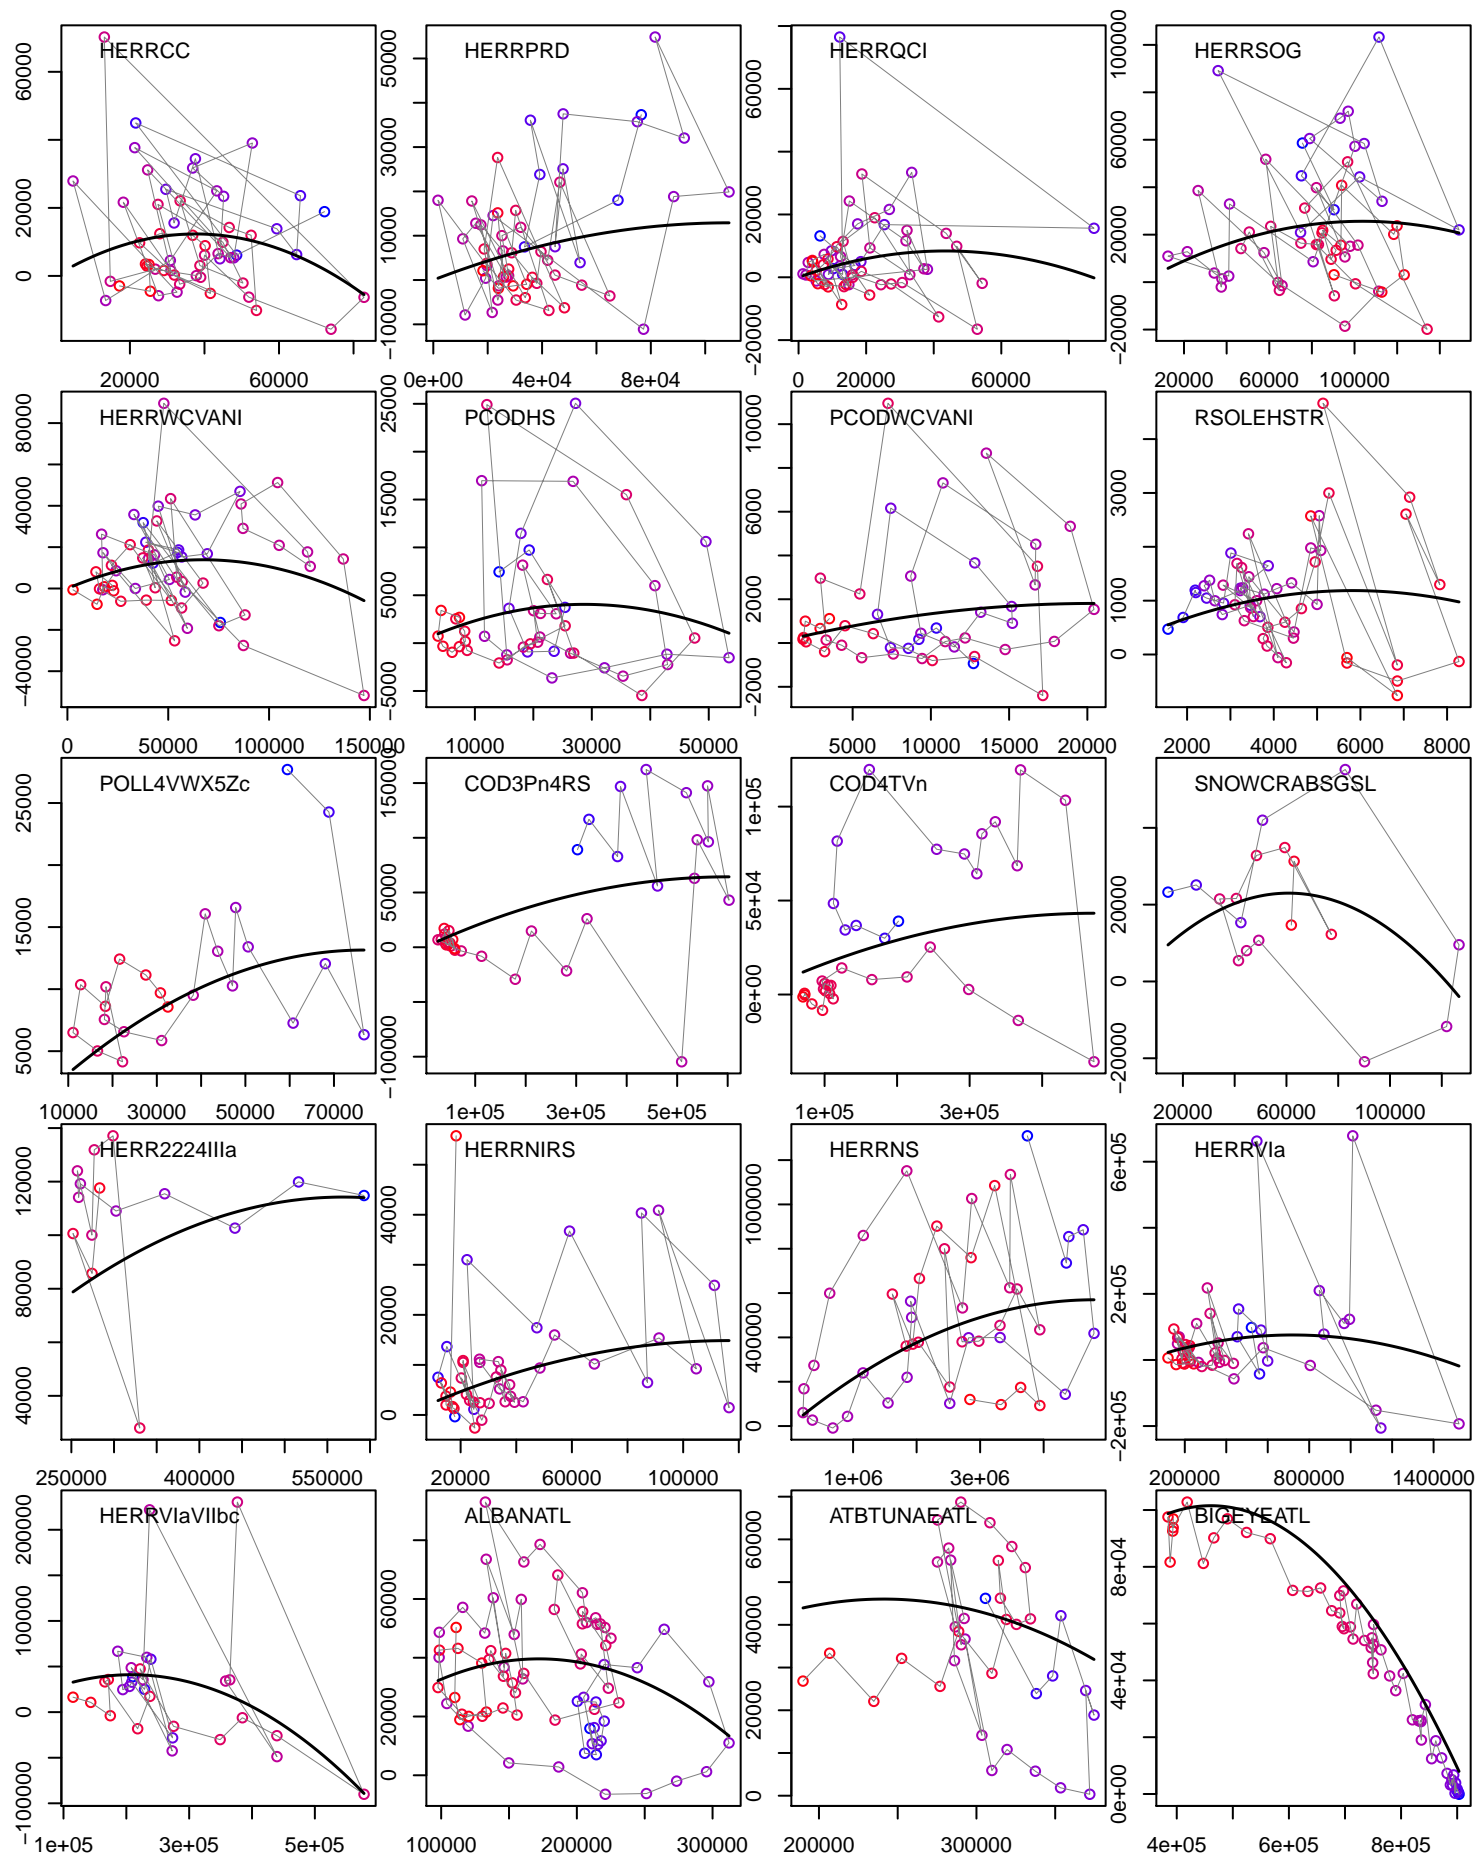 HERRCC HERRPRD HERRQCI HERRSOG
0 20000 60000
−10000 10000 30000 50000
−20000 20000 60000
−20000 20000 60000 100000
20000 60000
0e+00 4e+04 8e+04
0 20000 60000
20000 60000 100000
HERRWCVANI PCODHS PCODWCVANI RSOLEHSTR
−40000 0 40000 80000
−5000 5000 15000 25000
−2000 2000 6000 10000
0 1000 3000
0 50000 100000 150000
10000 30000 50000
5000 10000 15000 20000
2000 4000 6000 8000
POLL4VWX5Zc COD3Pn4RS COD4TVn SNOWCRABSGSL
5000 15000 25000
−100000 0 50000 150000
0e+00 5e+04 1e+05
−20000 0 20000
10000 30000 50000 70000
1e+05 3e+05 5e+05
1e+05 3e+05
20000 60000 100000
HERR2224IIIa HERRNIRS HERRNS HERRVIa
40000 80000 120000
0 20000 40000
0 400000 1000000
−2e+05 2e+05 6e+05
250000 400000 550000
20000 60000 100000
1e+06 3e+06
200000 800000 1400000
HERRVIaVIIbc ALBANATL ATBTUNAEATL BIGEYEATL
−100000 0 100000 200000
0 20000 60000
0 20000 40000 60000
0e+00 4e+04 8e+04
−1e+05 1e+05 3e+05 5e+05
100000 200000 300000
200000 300000
4e+05 6e+05 8e+05